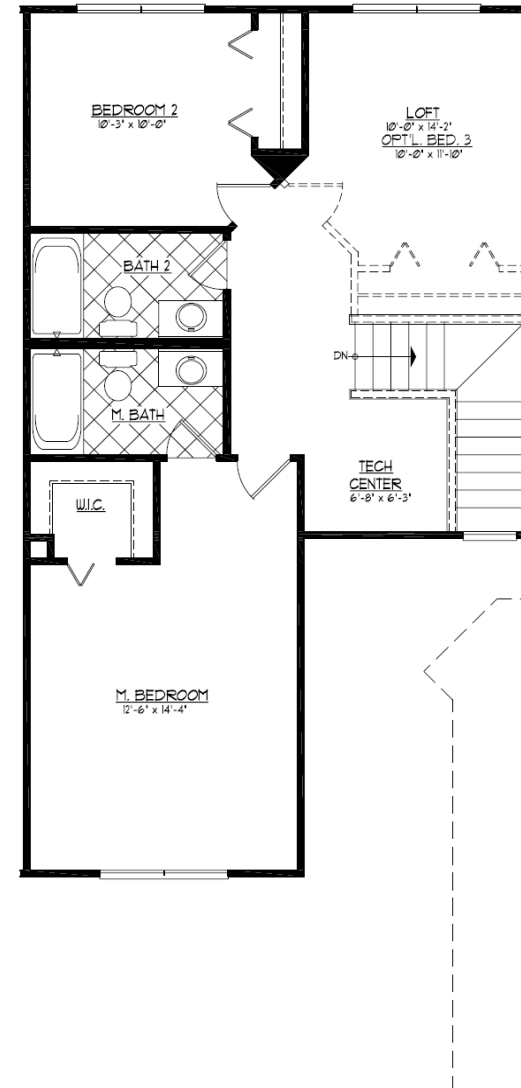 BEDROOM 2
10'-3" x 10'-0"
LOFT
10'-0" x 14'-2"
OPT'L. BED. 3
10'-0" x 11'-10"
BATH 2
DN
M. BATH
TECH
CENTER
6'-8" x 6'-3"
W.I.C.
M. BEDROOM
12'-6" x 14'-4"